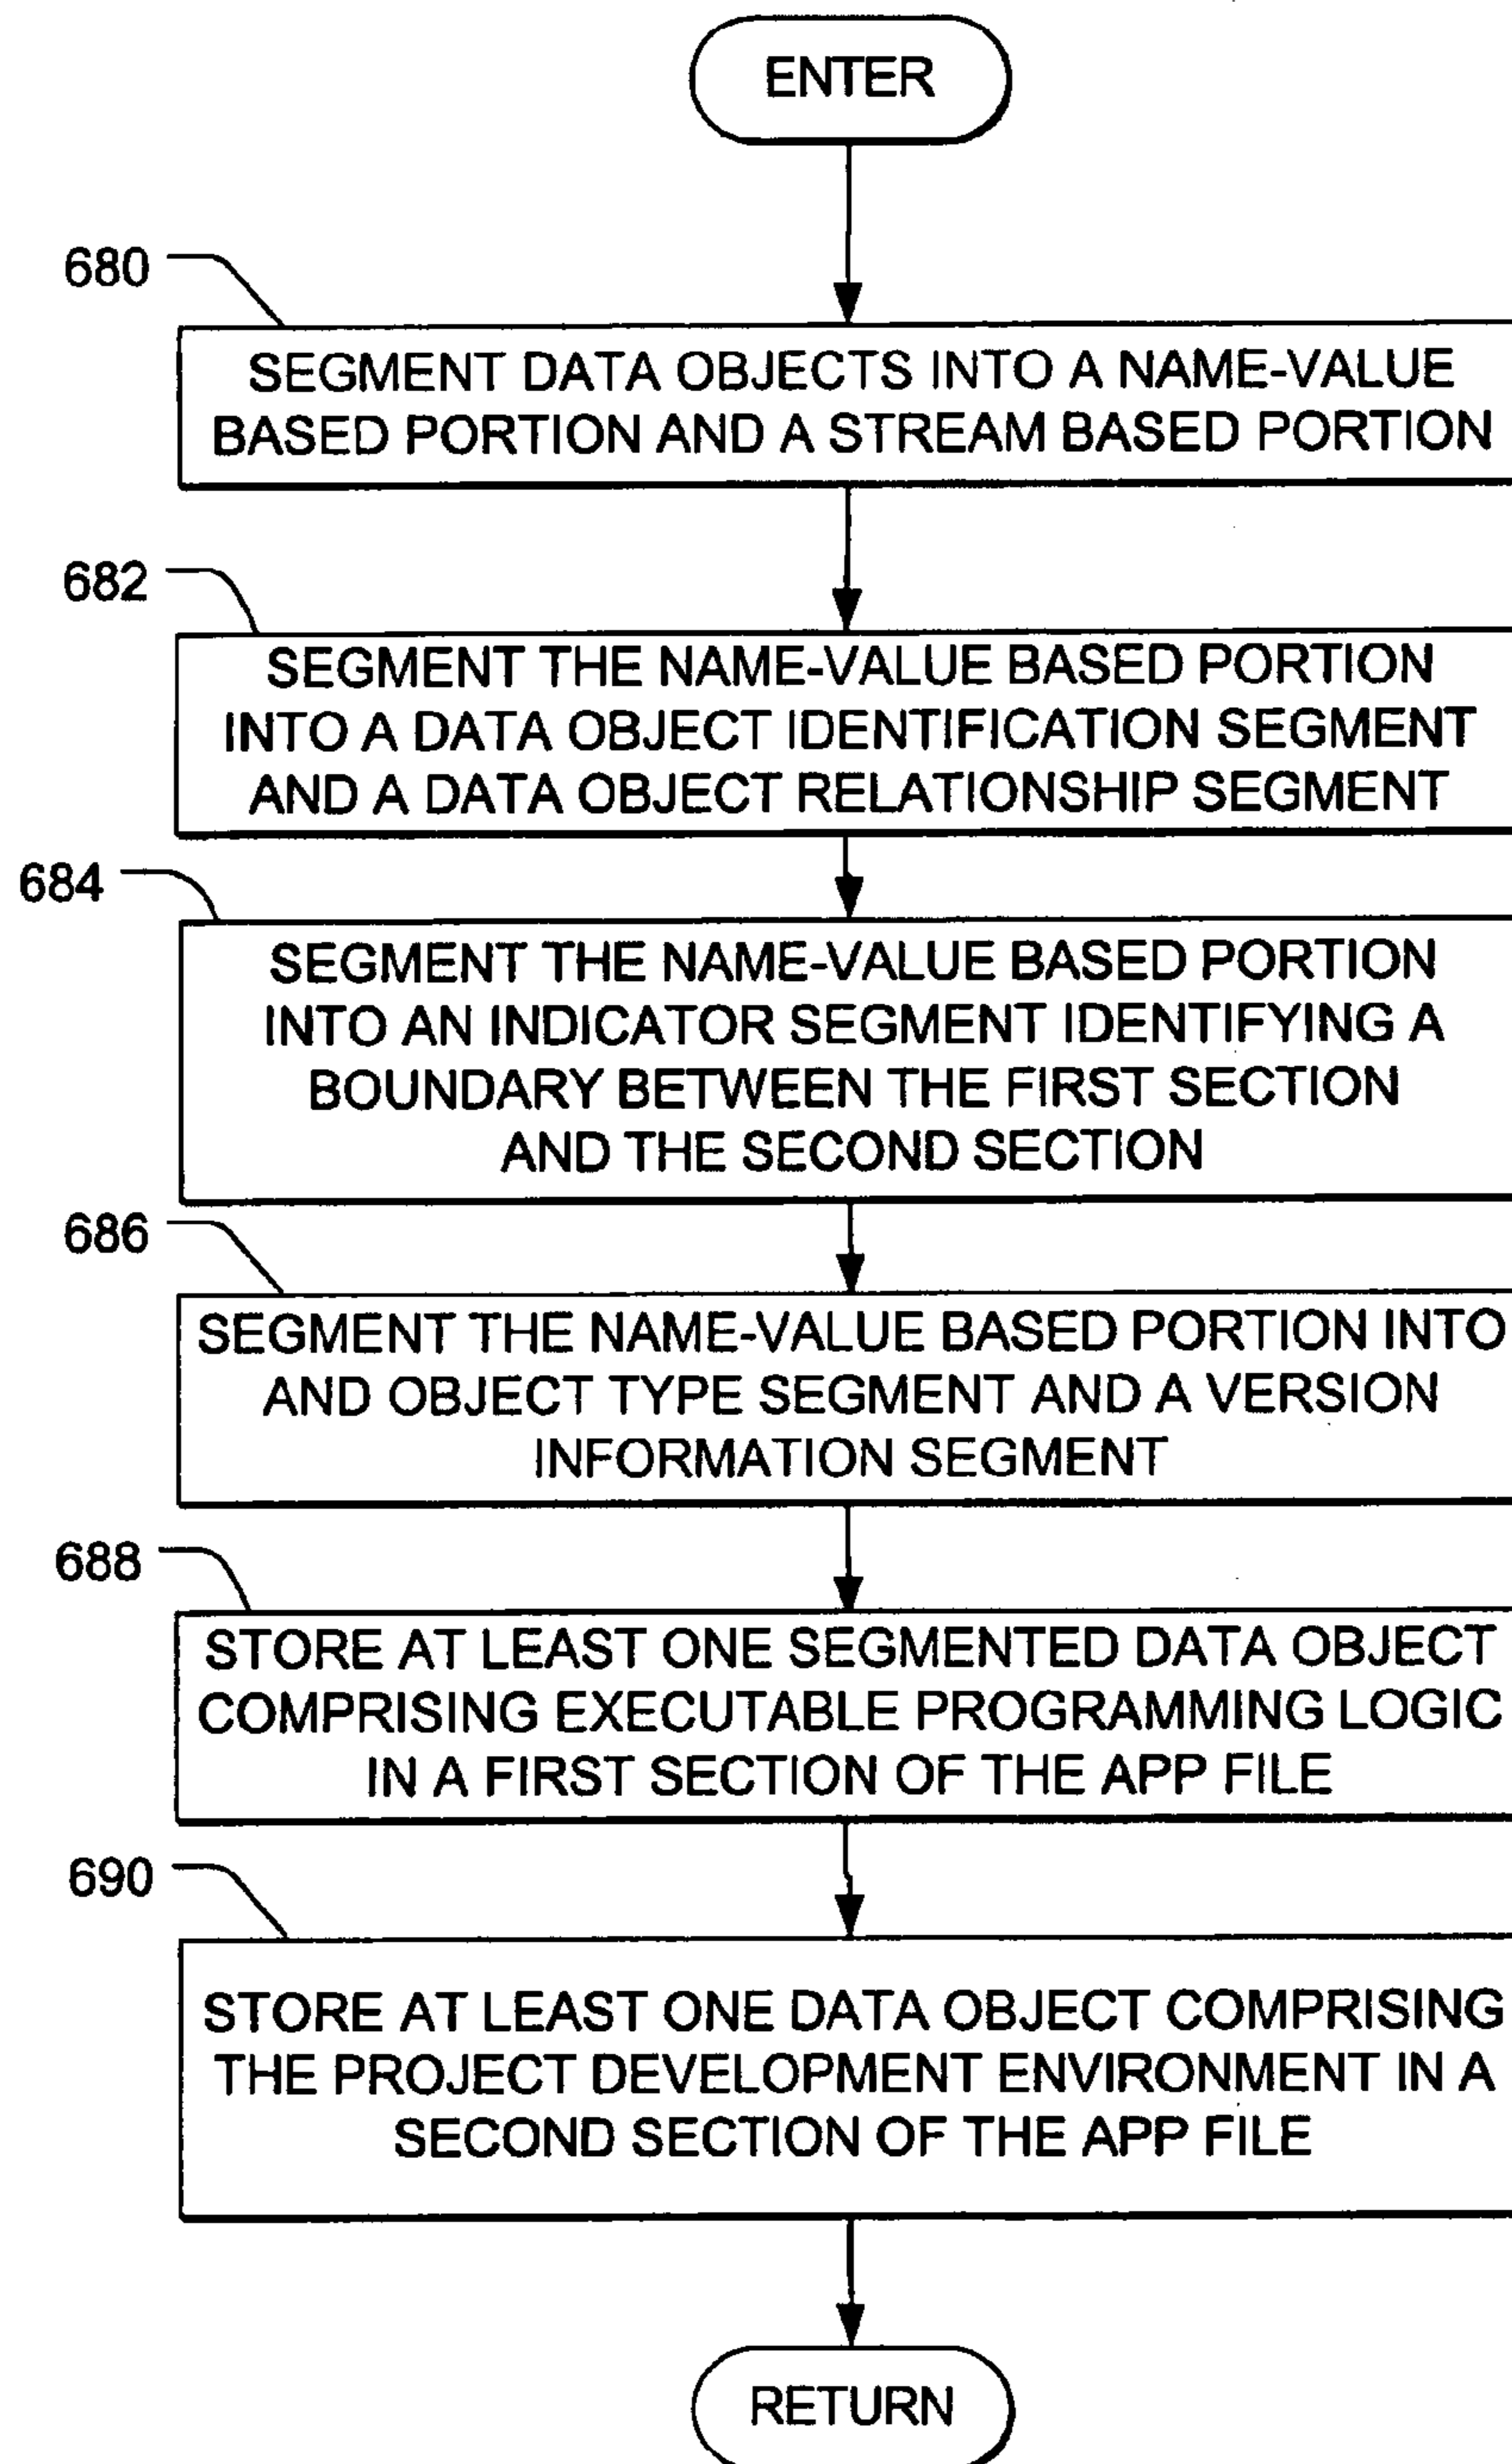 ENTER
680
SEGMENT DATA OBJECTS INTO A NAME-VALUE
BASED PORTION AND A STREAM BASED PORTION
682
SEGMENT THE NAME-VALUE BASED PORTION
INTO A DATA OBJECT IDENTIFICATION SEGMENT
AND A DATA OBJECT RELATIONSHIP SEGMENT
684
SEGMENT THE NAME-VALUE BASED PORTION
INTO AN INDICATOR SEGMENT IDENTIFYING A
BOUNDARY BETWEEN THE FIRST SECTION
AND THE SECOND SECTION
686
SEGMENT THE NAME-VALUE BASED PORTION INTO
AND OBJECT TYPE SEGMENT AND A VERSION
INFORMATION SEGMENT
688
STORE AT LEAST ONE SEGMENTED DATA OBJECT
COMPRISING EXECUTABLE PROGRAMMING LOGIC
IN A FIRST SECTION OF THE APP FILE
690
STORE AT LEAST ONE DATA OBJECT COMPRISING
THE PROJECT DEVELOPMENT ENVIRONMENT IN A
SECOND SECTION OF THE APP FILE
RETURN